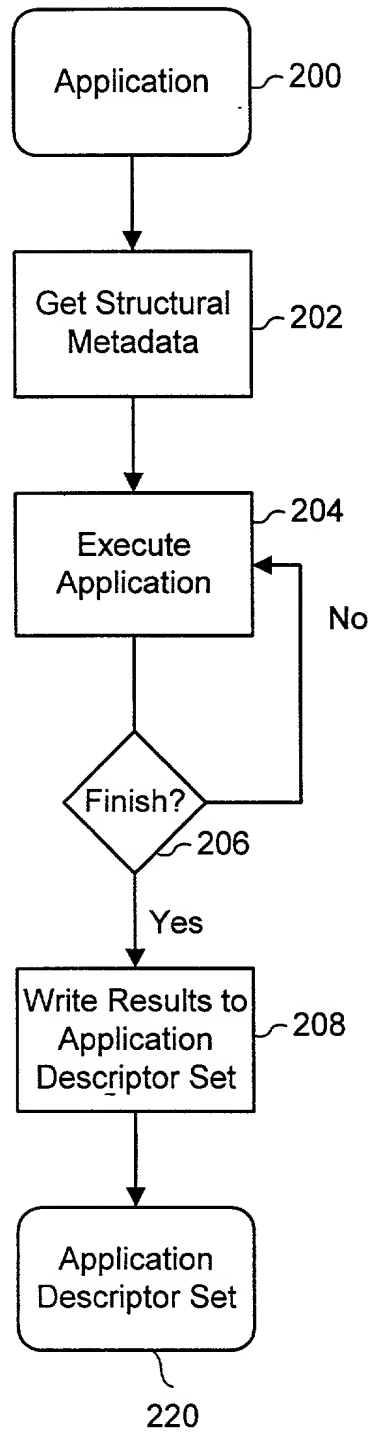 Application
200
Get Structural
Metadata
202
204
Execute
Application
No
Finish?
206
Yes
Write Results to
Application
Descriptor Set
208
Application
Descriptor Set
220